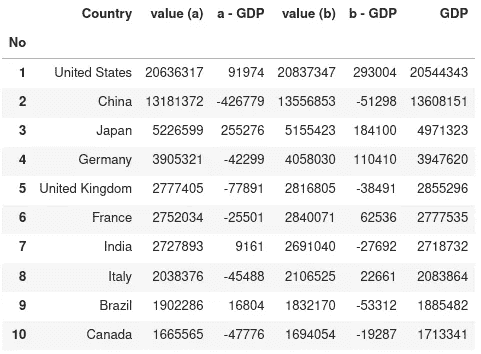 Country value (a) a - GDP value (b) b - GDP GDP
No
1 United States 20636317 91974 20837347 293004 20544343
2 China 13181372 -426779 13556853 -51298 13608151
3 Japan 5226599 255276 5155423 184100 4971323
4 Germany 3905321 -42299 4058030 110410 3947620
5 United Kingdom 2777405 -77891 2816805 -38491 2855296
6 France 2752034 -25501 2840071 62536 2777535
7 India 2727893 9161 2691040 -27692 2718732
8 Italy 2038376 -45488 2106525 22661 2083864
9 Brazil 1902286 16804 1832170 -53312 1885482
10 Canada 1665565 -47776 1694054 -19287 1713341